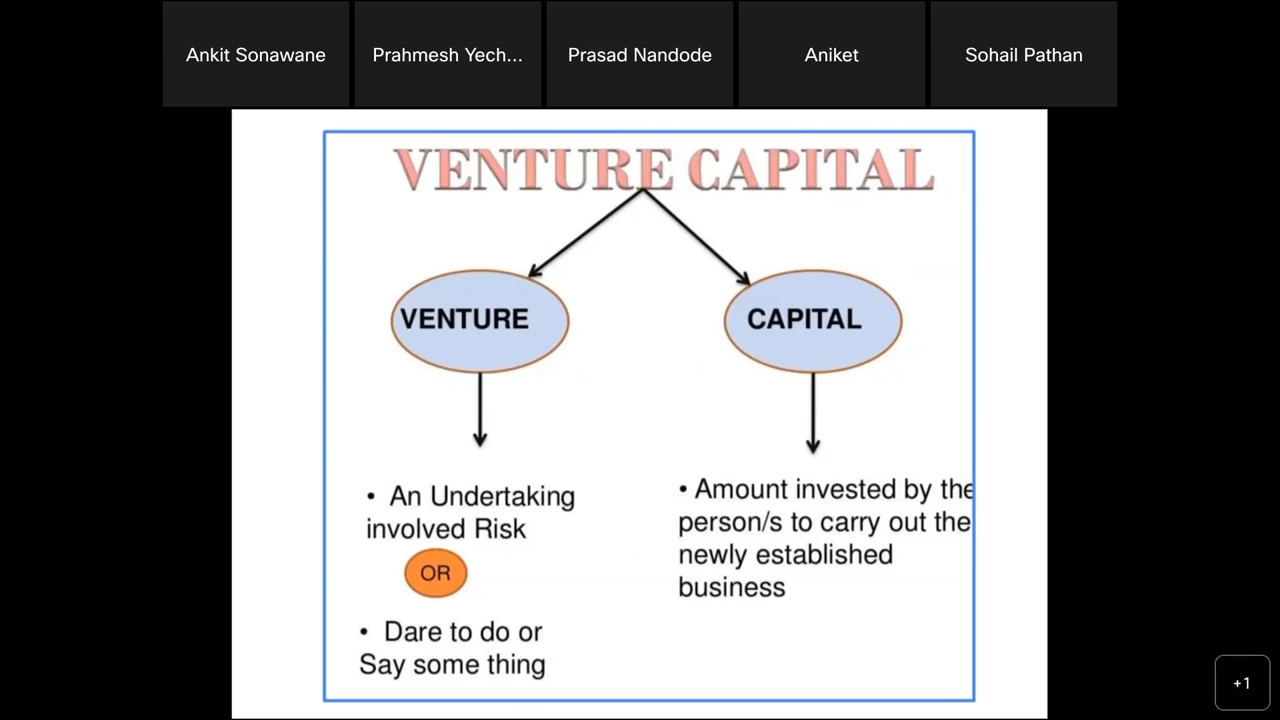 Ankit Sonawane
Prahmesh Yech...
Prasad Nandode
Aniket
Sohail Pathan
VENTURE CAPITAL
VENTURE
CAPITAL
• An Undertaking
involved Risk
OR
• Dare to do or
Say some thing
• Amount invested by the
person/s to carry out the
newly established
business
+1